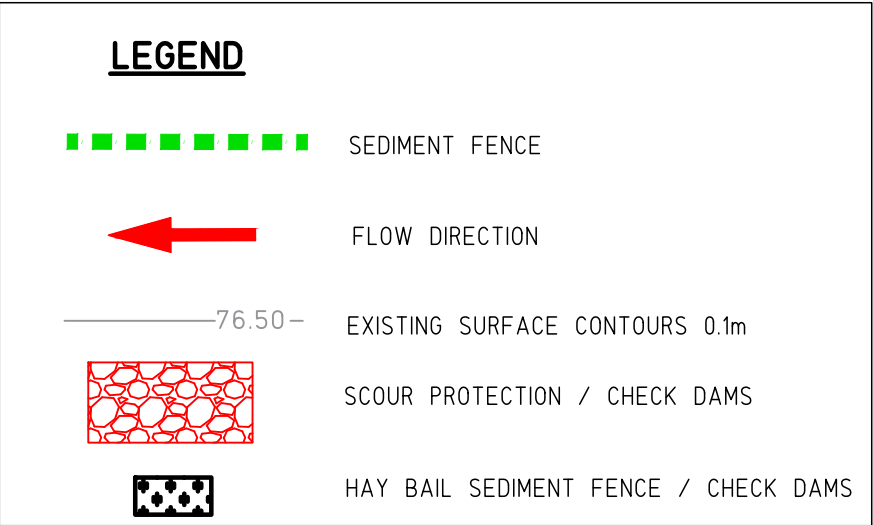 LEGEND
SEDIMENT FENCE
FLOW DIRECTION
76.50
EXISTING SURFACE CONTOURS 0.1m
SCOUR PROTECTION / CHECK DAMS
HAY BAIL SEDIMENT FENCE / CHECK DAMS